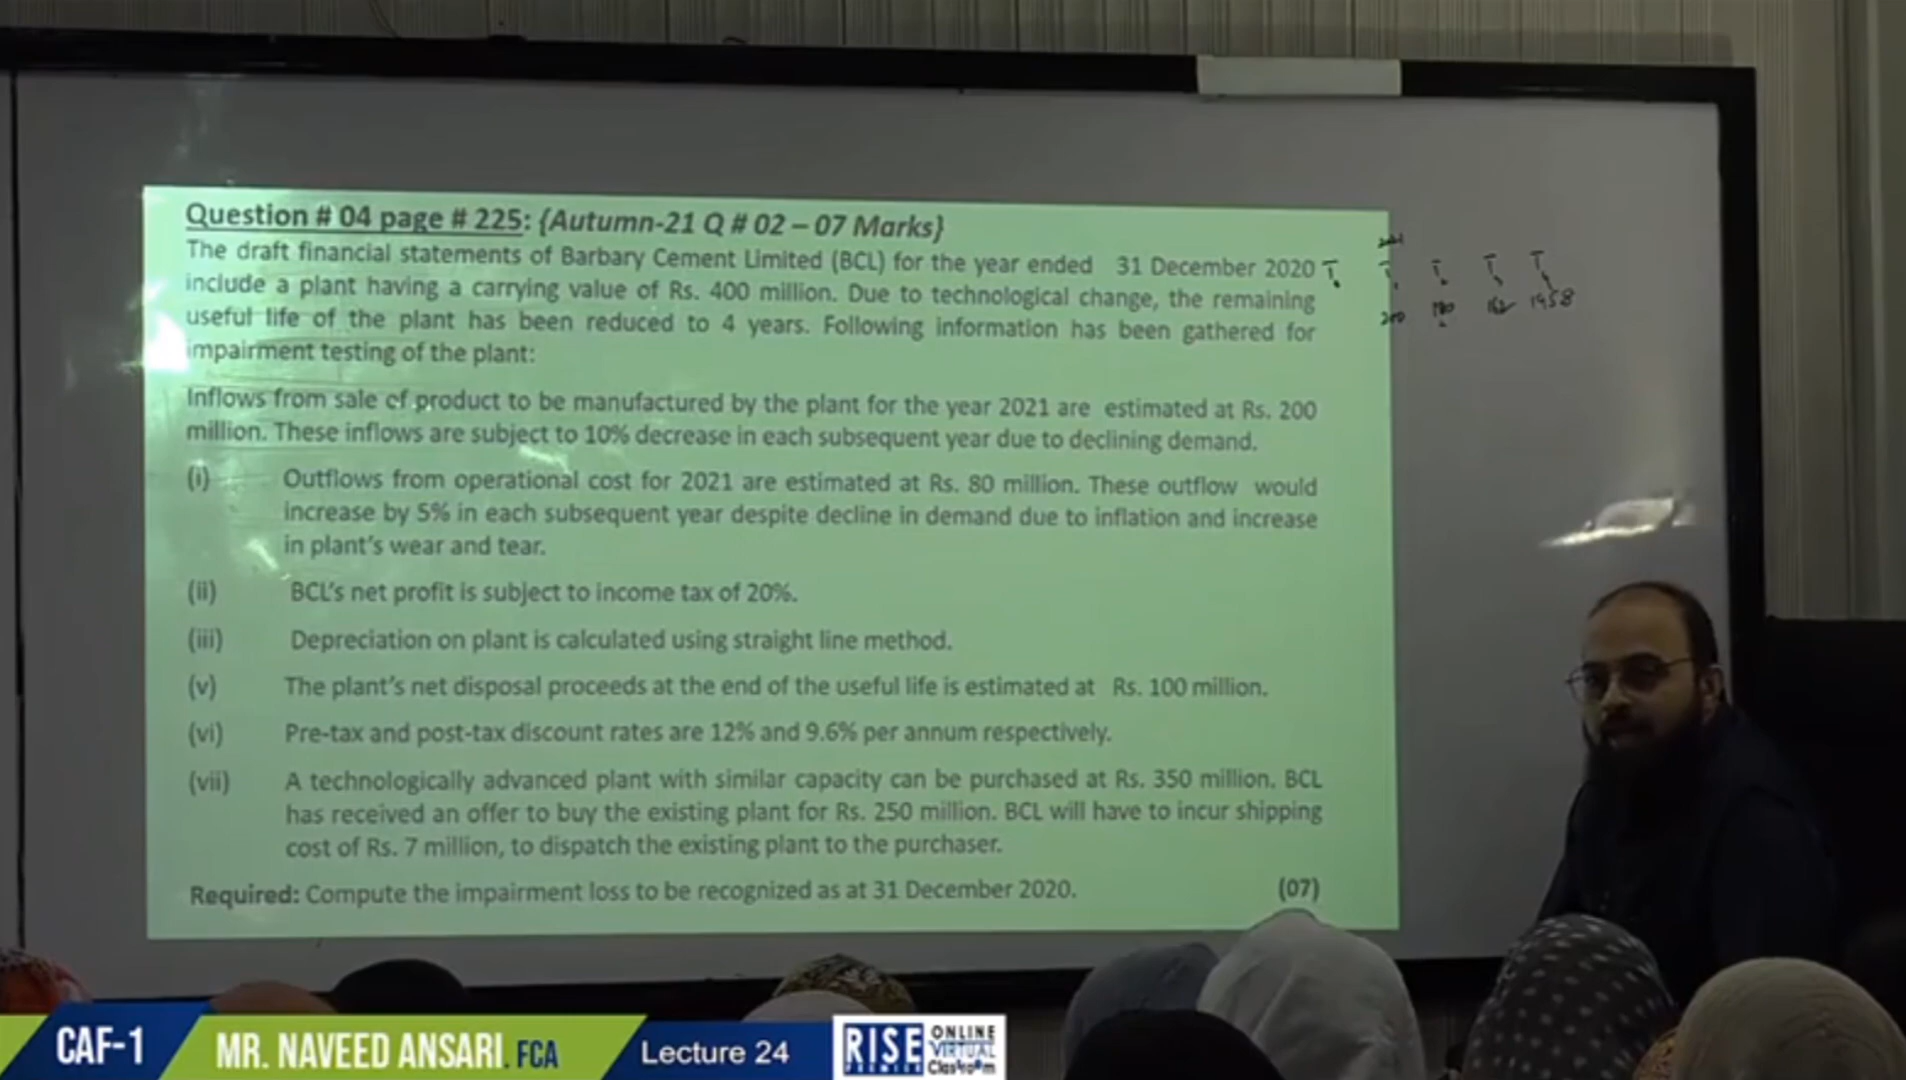 Question # 04 page # 225: {Autumn-21 Q # 02 – 07 Marks}
The draft financial statements of Barbary Cement Limited (BCL) for the year ended 31 December 2020
include a plant having a carrying value of Rs. 400 million. Due to technological change, the remaining
useful life of the plant has been reduced to 4 years. Following information has been gathered for
impairment testing of the plant:
Inflows from sale of product to be manufactured by the plant for the year 2021 are estimated at Rs. 200
million. These inflows are subject to 10% decrease in each subsequent year due to declining demand.
(i) Outflows from operational cost for 2021 are estimated at Rs. 80 million. These outflow would
increase by 5% in each subsequent year despite decline in demand due to inflation and increase
in plant's wear and tear.
(ii) BCL's net profit is subject to income tax of 20%.
(iii) Depreciation on plant is calculated using straight line method.
(v) The plant's net disposal proceeds at the end of the useful life is estimated at Rs. 100 million.
(vi) Pre-tax and post-tax discount rates are 12% and 9.6% per annum respectively.
(vii) A technologically advanced plant with similar capacity can be purchased at Rs. 350 million. BCL
has received an offer to buy the existing plant for Rs. 250 million. BCL will have to incur shipping
cost of Rs. 7 million, to dispatch the existing plant to the purchaser.
Required: Compute the impairment loss to be recognized as at 31 December 2020. (07)
2021
200 180 162 1458
CAF-1
MR. NAVEED ANSARI. FCA
Lecture 24
RISE
PREMIER
ONLINE
VIRTUAL
Classroom